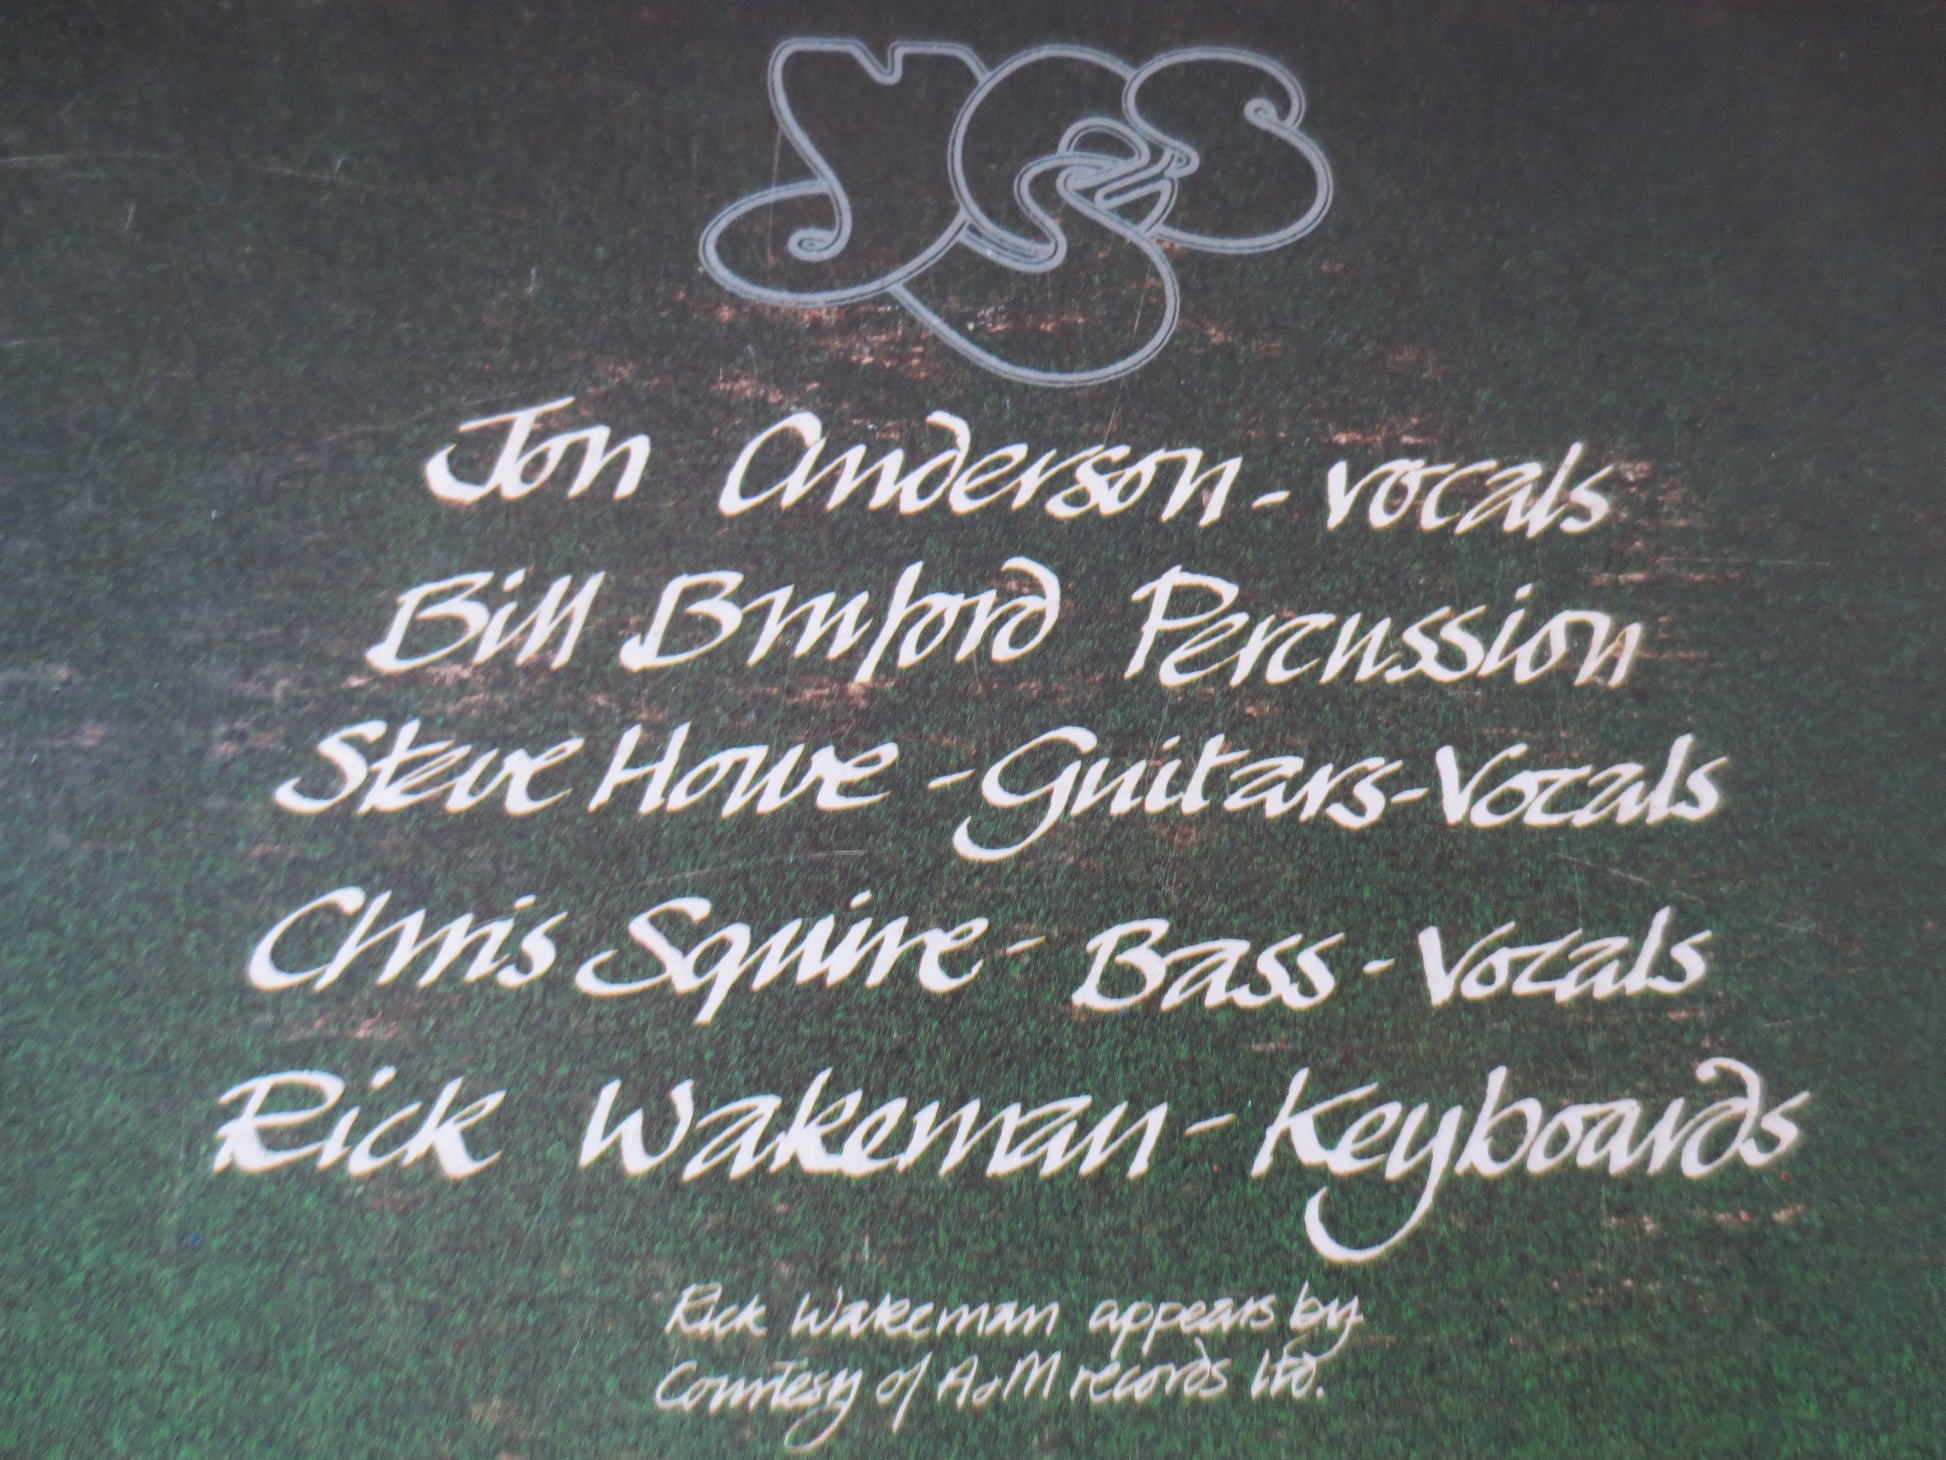 yes
Jon Anderson - vocals
Bill Bruford Percussion
Steve Howe - Guitars - Vocals
Chris Squire - Bass - Vocals
Rick Wakeman - Keyboards
Rick Wakeman appears by
Courtesy of A&M records ltd.